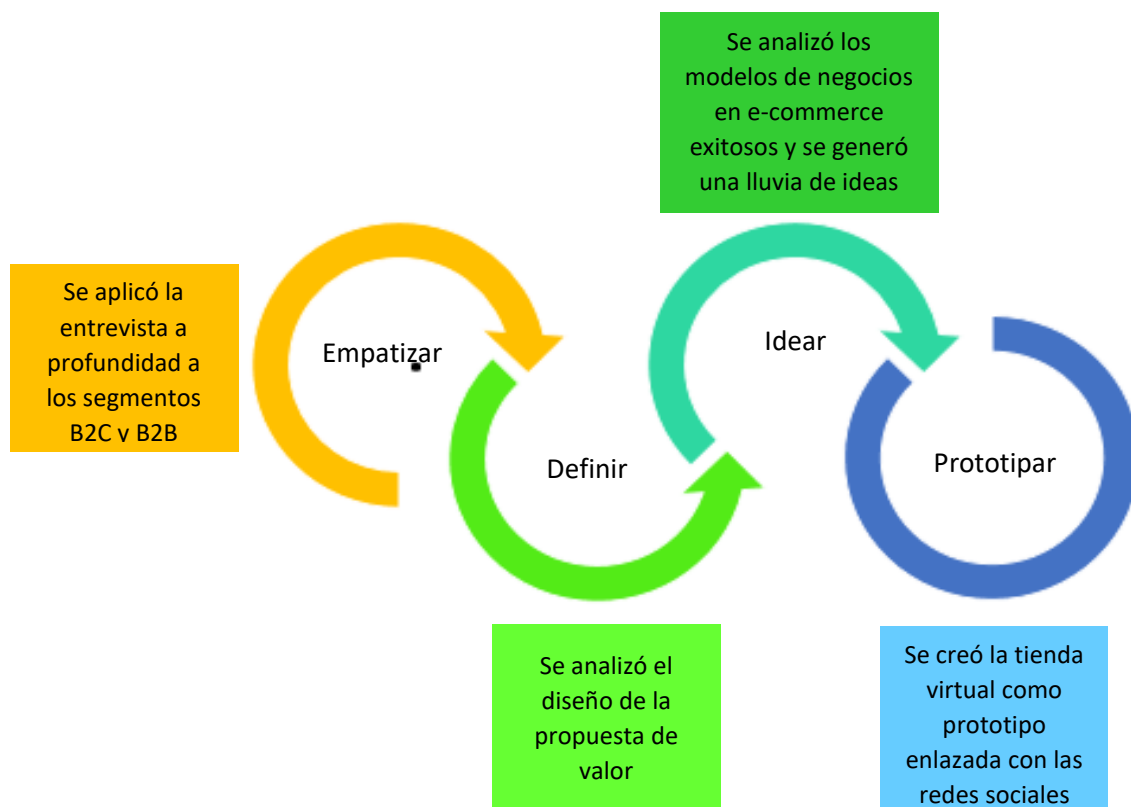 Se analizó los
modelos de negocios
en e-commerce
exitosos y se generó
una lluvia de ideas
Se aplicó la
entrevista a
profundidad a
los segmentos
B2C y B2B
Empatizar
Idear
Definir
Prototipar
Se analizó el
diseño de la
propuesta de
valor
Se creó la tienda
virtual como
prototipo
enlazada con las
redes sociales